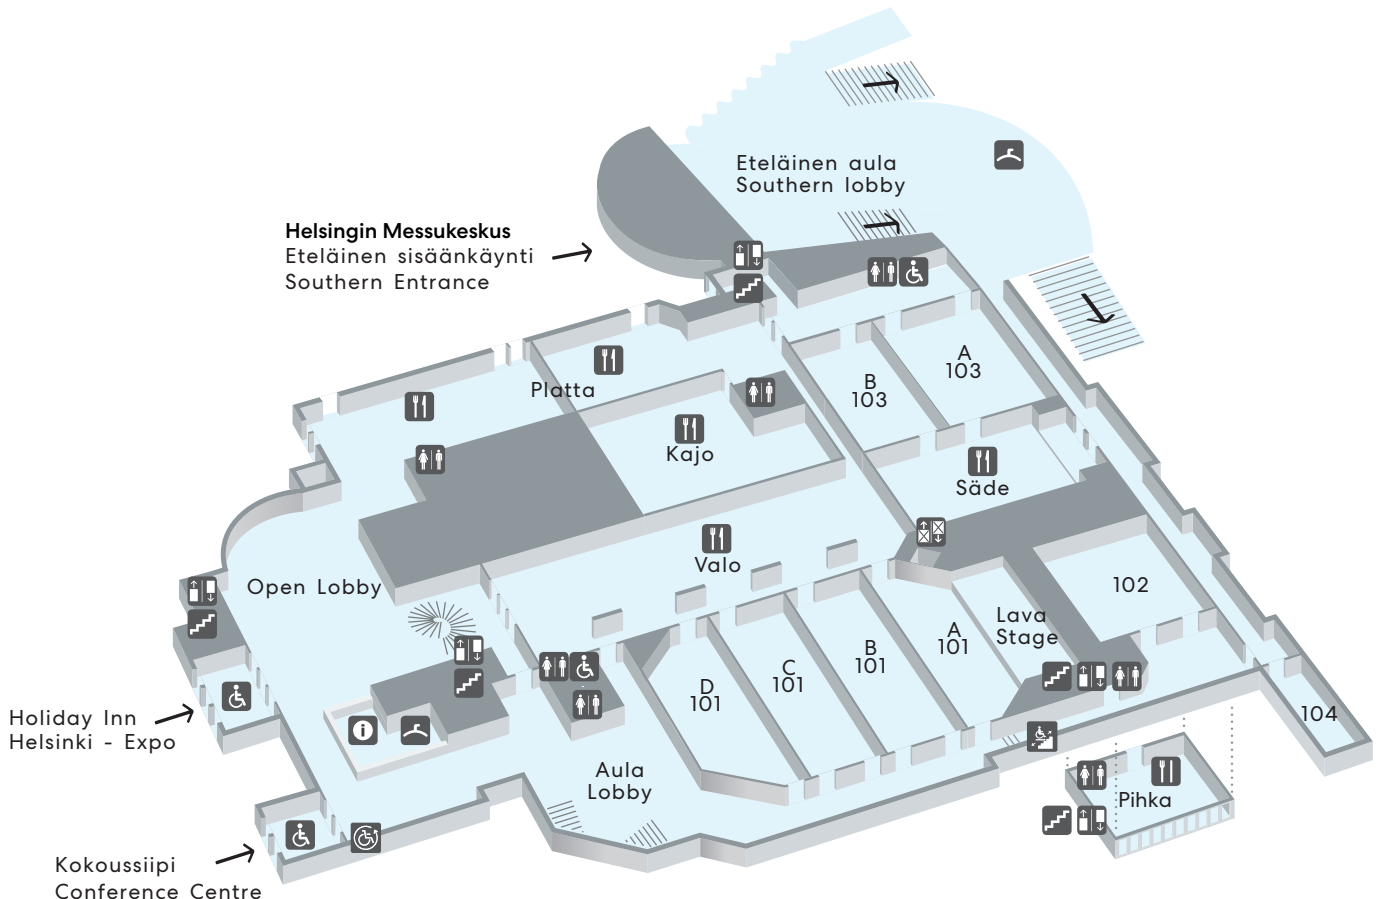 Eteläinen aula
Southern lobby
Helsingin Messukeskus
Eteläinen sisäänkäynti
Southern Entrance
A
103
B
103
Platta
Kajo
Säde
Valo
Open Lobby
102
Lava
Stage
A
101
B
101
C
101
D
101
104
Holiday Inn
Helsinki - Expo
Aula
Lobby
Pihka
Kokoussiipi
Conference Centre